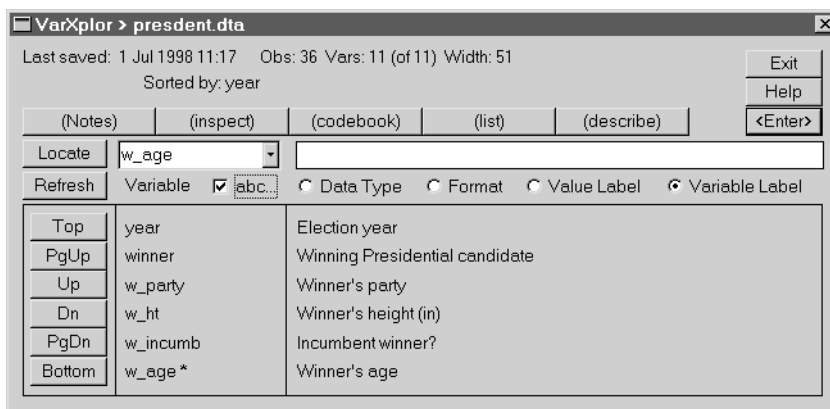 VarXplor > presdent.dta
Last saved: 1 Jul 1998 11:17 Obs: 36 Vars: 11 (of 11) Width: 51
Exit
Sorted by: year
Help
(Notes) (inspect) (codebook) (list) (describe) <Enter>
Locate w_age
Refresh Variable abc... Data Type Format Value Label Variable Label
Top year Election year
PgUp winner Winning Presidential candidate
Up w_party Winner's party
Dn w_ht Winner's height (in)
PgDn w_incumb Incumbent winner?
Bottom w_age * Winner's age